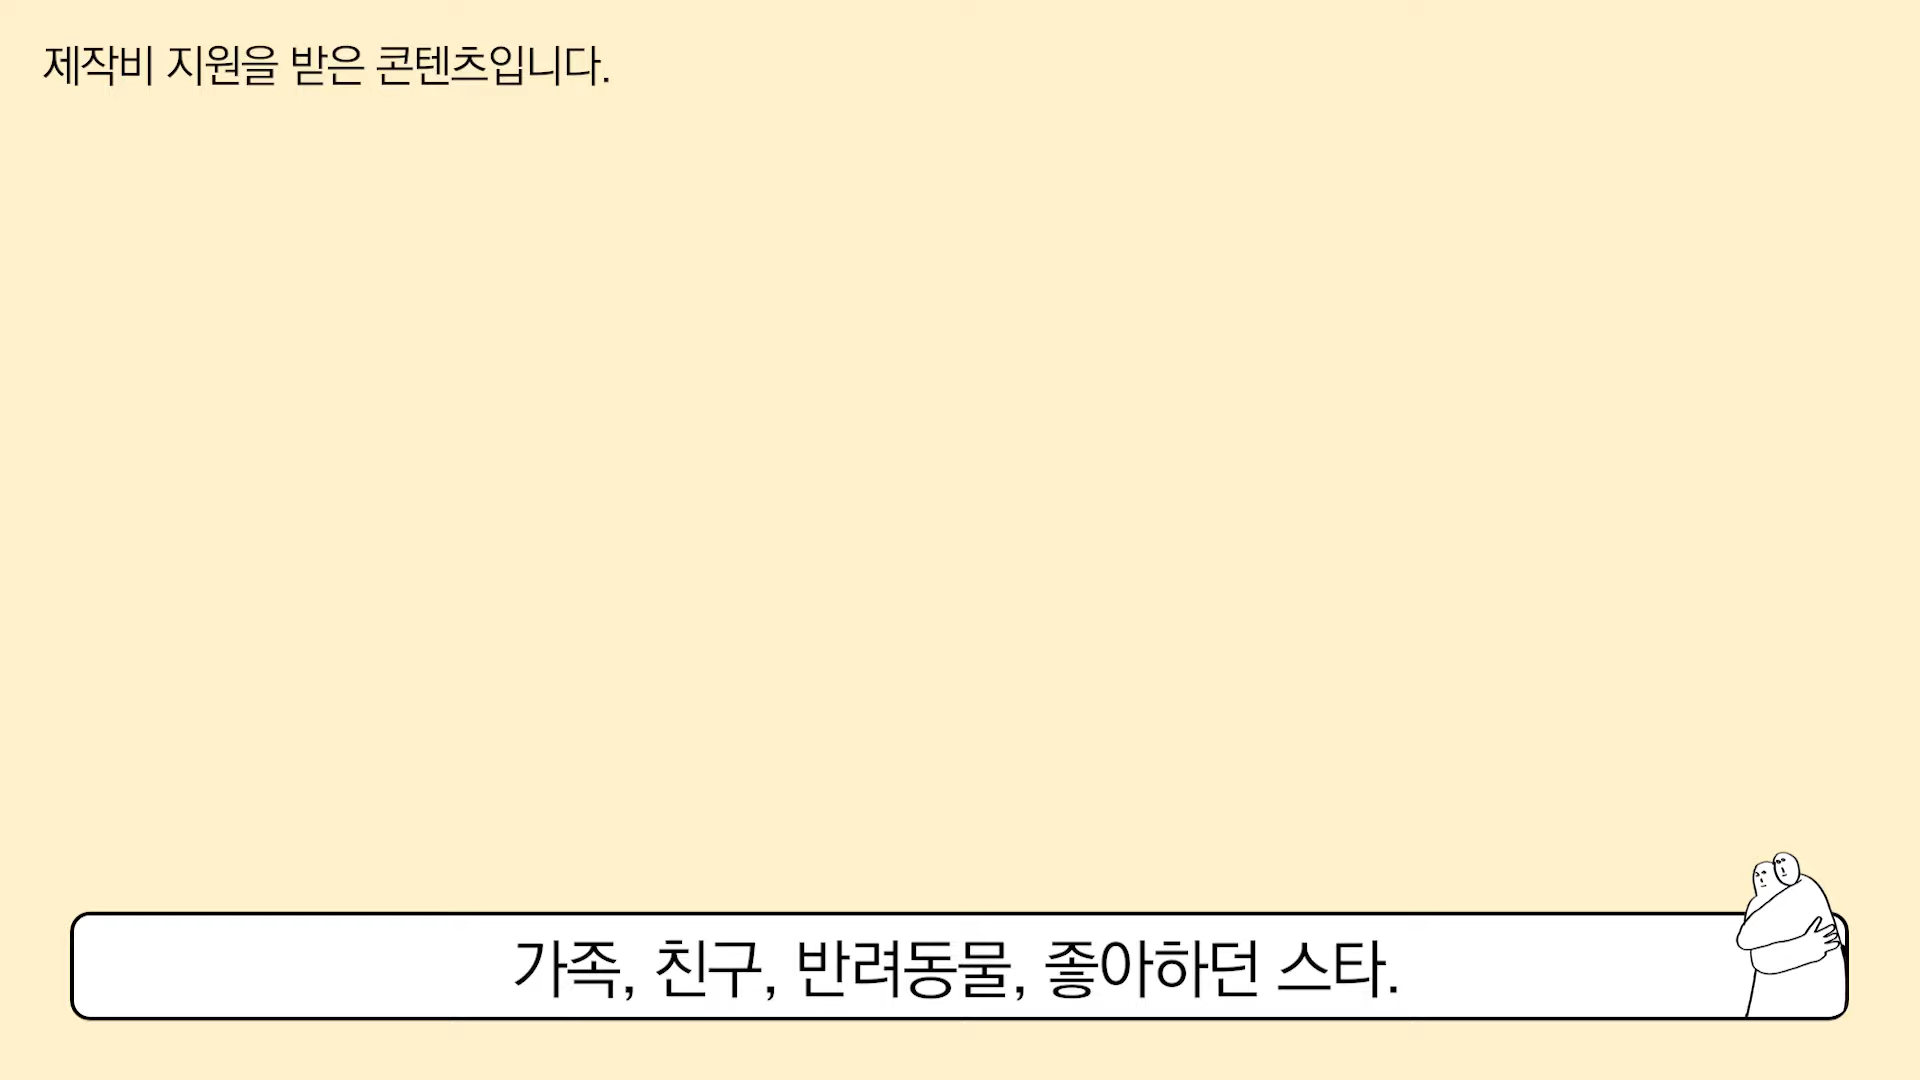 제작비 지원을 받은 콘텐츠입니다.
가족, 친구, 반려동물, 좋아하던 스타.